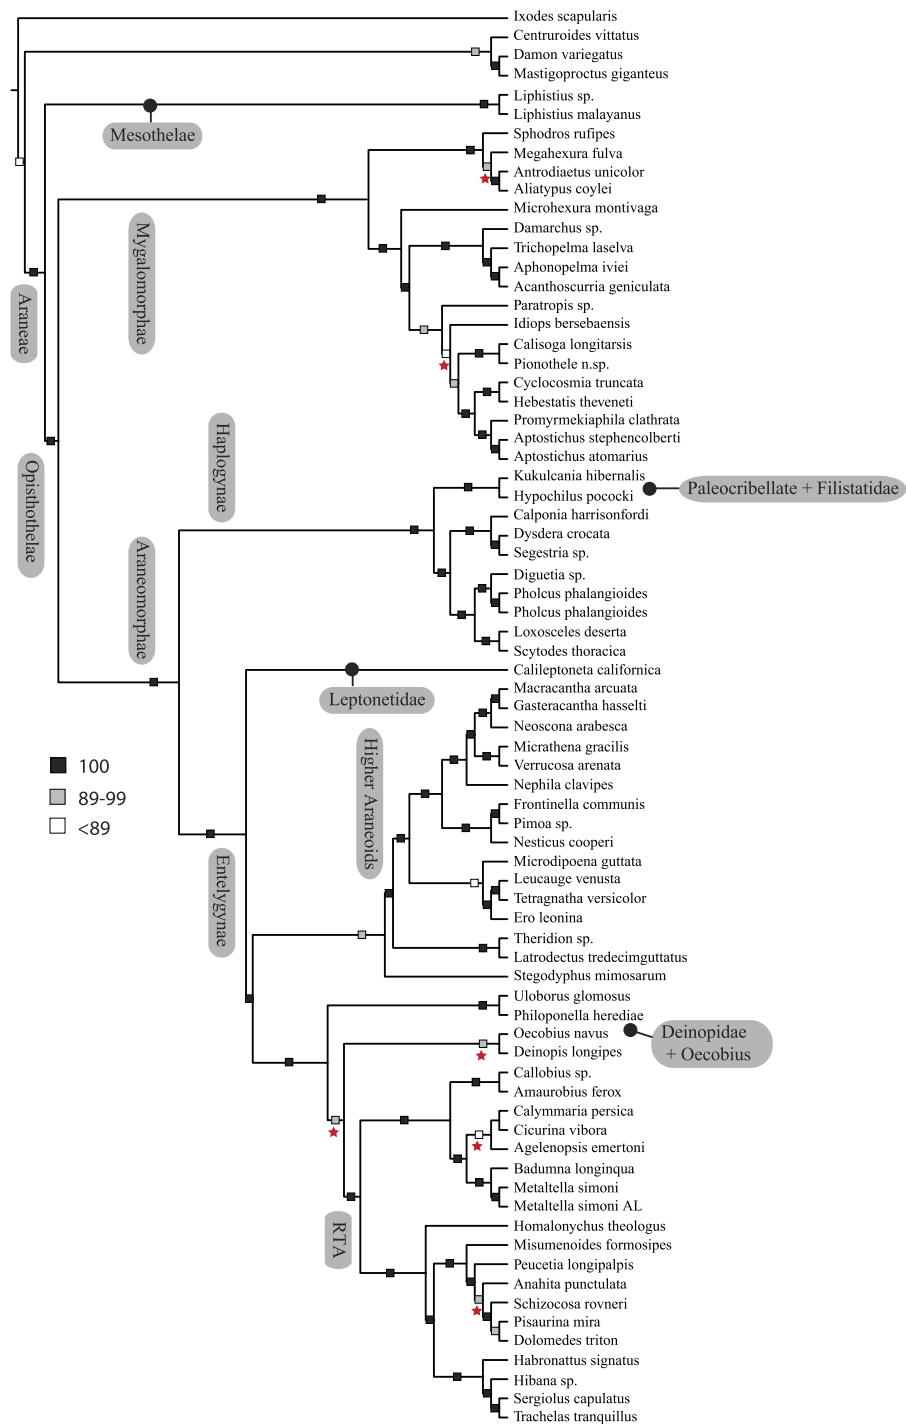 Ixodes scapularis
Centruroides vittatus
Damon variegatus
Mastigoproctus giganteus
Liphistius sp.
Liphistius malayanus
Mesothelae
Sphodros rufipes
Megahexura fulva
Antrodiaetus unicolor
Aliatypus coylei
Microhexura montivaga
Mygalomorphae
Damarchus sp.
Trichopelma laselva
Aphonopelma iviei
Acanthoscurria geniculata
Araneae
Paratropis sp.
Idiops bersebaensis
Calisoga longitarsis
Pionothele n.sp.
Cyclocosmia truncata
Hebestatis theveneti
Promyrmekiaphila clathrata
Aptostichus stephencolberti
Aptostichus atomarius
Haplogynae
Kukulcania hibernalis
Hypochilus pococki
Paleocribellate + Filistatidae
Opisthothelae
Calponia harrisonfordi
Dysdera crocata
Segestria sp.
Diguetia sp.
Pholcus phalangioides
Pholcus phalangioides
Araneomorphae
Loxosceles deserta
Scytodes thoracica
Calileptoneta californica
Leptonetidae
Macracantha arcuata
Gasteracantha hasselti
Neoscona arabesca
Micrathena gracilis
Verrucosa arenata
Nephila clavipes
100
89-99
<89
Higher Araneoids
Frontinella communis
Pimoa sp.
Nesticus cooperi
Microdipoena guttata
Leucauge venusta
Tetragnatha versicolor
Ero leonina
Entelygynae
Theridion sp.
Latrodectus tredecimguttatus
Stegodyphus mimosarum
Uloborus glomosus
Philoponella herediae
Oecobius navus
Deinopis longipes
Deinopidae
+ Oecobius
Callobius sp.
Amaurobius ferox
Calymmaria persica
Cicurina vibora
Agelenopsis emertoni
Badumna longinqua
Metaltella simoni
Metaltella simoni AL
RTA
Homalonychus theologus
Misumenoides formosipes
Peucetia longipalpis
Anahita punctulata
Schizocosa rovneri
Pisaurina mira
Dolomedes triton
Habronattus signatus
Hibana sp.
Sergiolus capulatus
Trachelas tranquillus